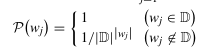 𝒫(w_j) = { 1 (w_j ∈ 𝔻)
1/|𝔻|^{|w_j|} (w_j ∉ 𝔻)